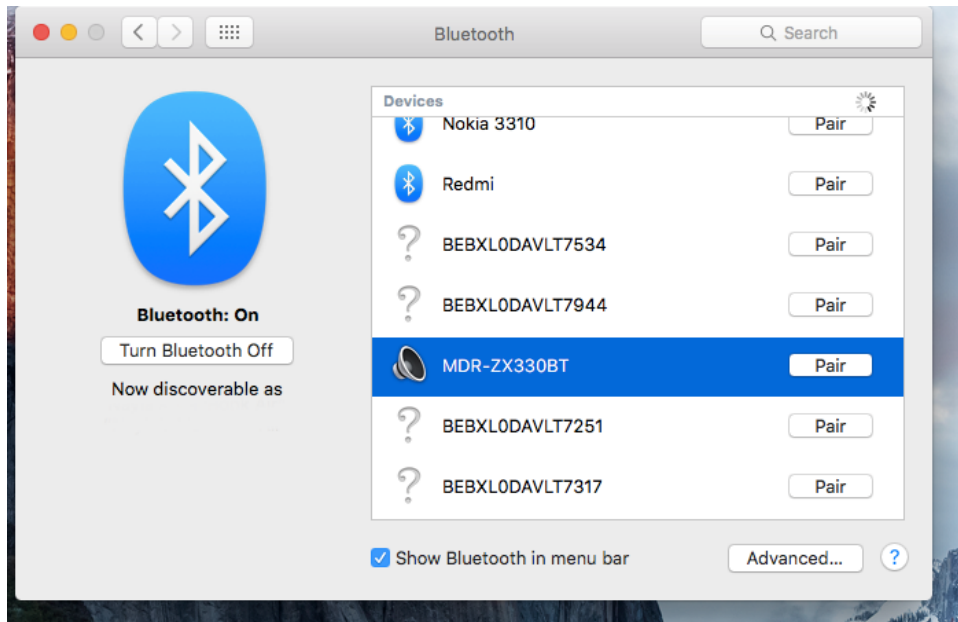 Bluetooth
Search
Devices
Nokia 3310
Pair
Redmi
Pair
BEBXL0DAVLT7534
Pair
BEBXL0DAVLT7944
Pair
MDR-ZX330BT
Pair
BEBXL0DAVLT7251
Pair
BEBXL0DAVLT7317
Pair
Bluetooth: On
Turn Bluetooth Off
Now discoverable as
Show Bluetooth in menu bar
Advanced...
?